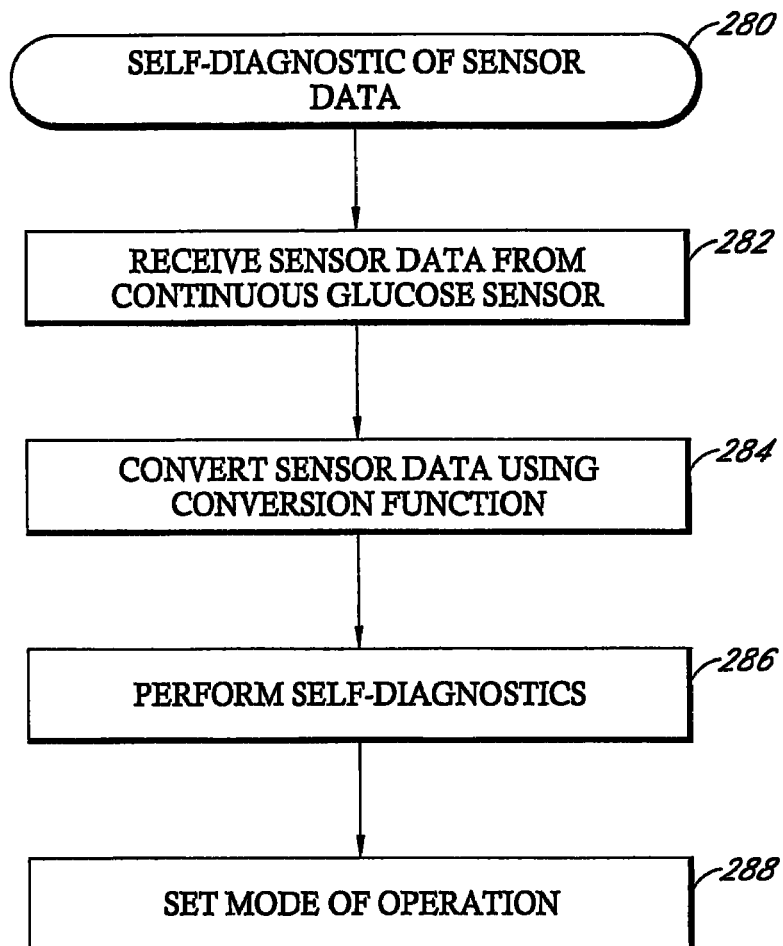 280
SELF-DIAGNOSTIC OF SENSOR
DATA
282
RECEIVE SENSOR DATA FROM
CONTINUOUS GLUCOSE SENSOR
284
CONVERT SENSOR DATA USING
CONVERSION FUNCTION
286
PERFORM SELF-DIAGNOSTICS
288
SET MODE OF OPERATION